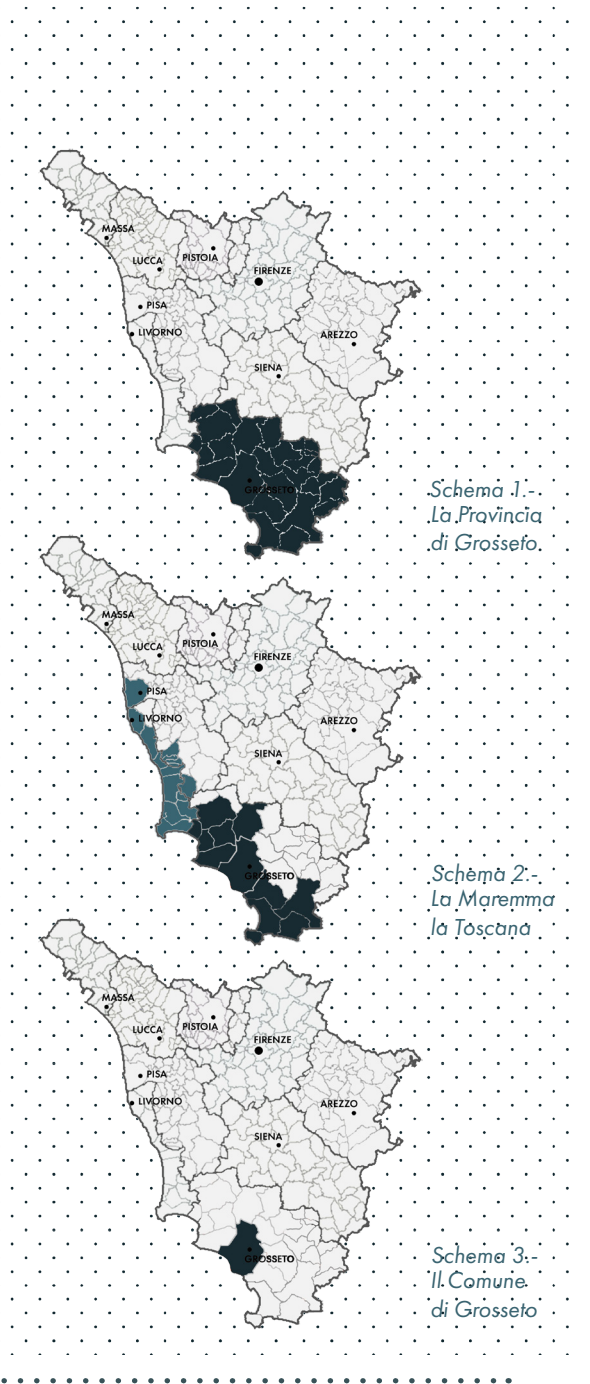 MASSA
LUCCA
PISTOIA
FIRENZE
PISA
LIVORNO
AREZZO
SIENA
GROSSETO
Schema 1.-
La Provincia
di Grosseto
MASSA
LUCCA
PISTOIA
FIRENZE
PISA
LIVORNO
AREZZO
SIENA
GROSSETO
Schema 2.-
La Maremma
la Toscana
MASSA
LUCCA
PISTOIA
FIRENZE
PISA
LIVORNO
AREZZO
SIENA
GROSSETO
Schema 3.-
Il Comune
di Grosseto